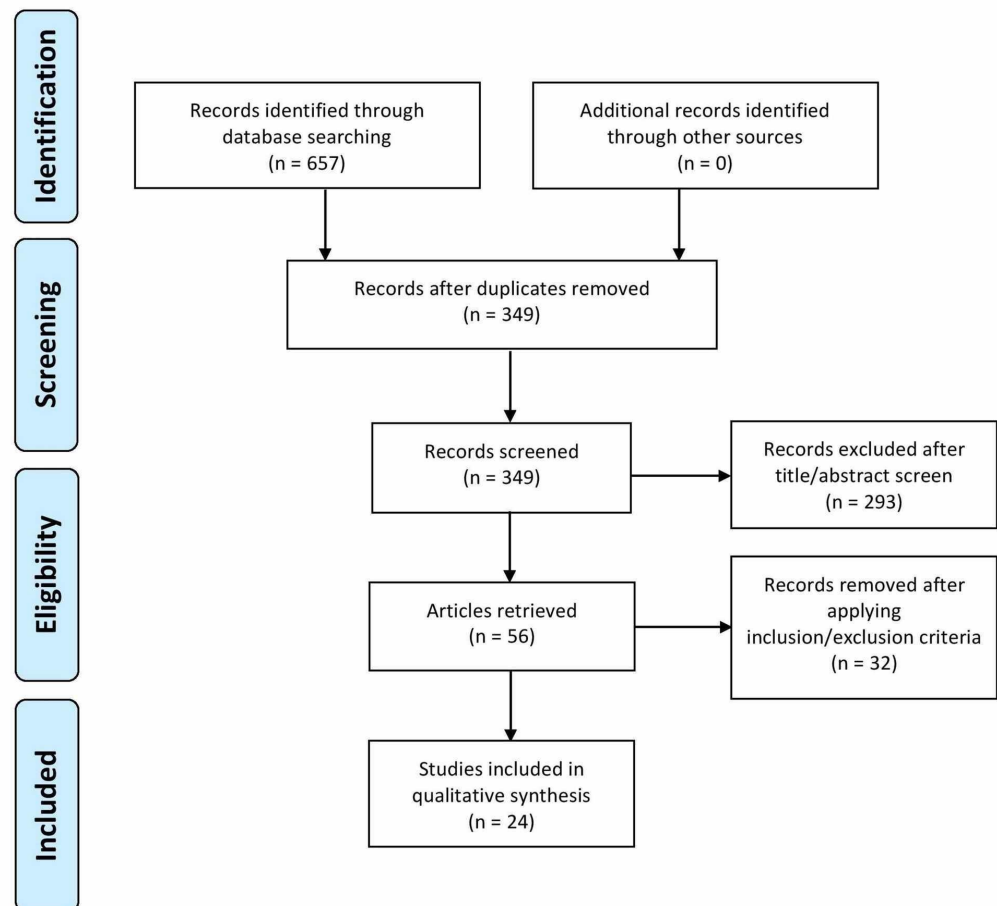 Identification
Records identified through
database searching
(n = 657)
Additional records identified
through other sources
(n = 0)
Screening
Records after duplicates removed
(n = 349)
Records screened
(n = 349)
Records excluded after
title/abstract screen
(n = 293)
Eligibility
Articles retrieved
(n = 56)
Records removed after
applying
inclusion/exclusion criteria
(n = 32)
Included
Studies included in
qualitative synthesis
(n = 24)